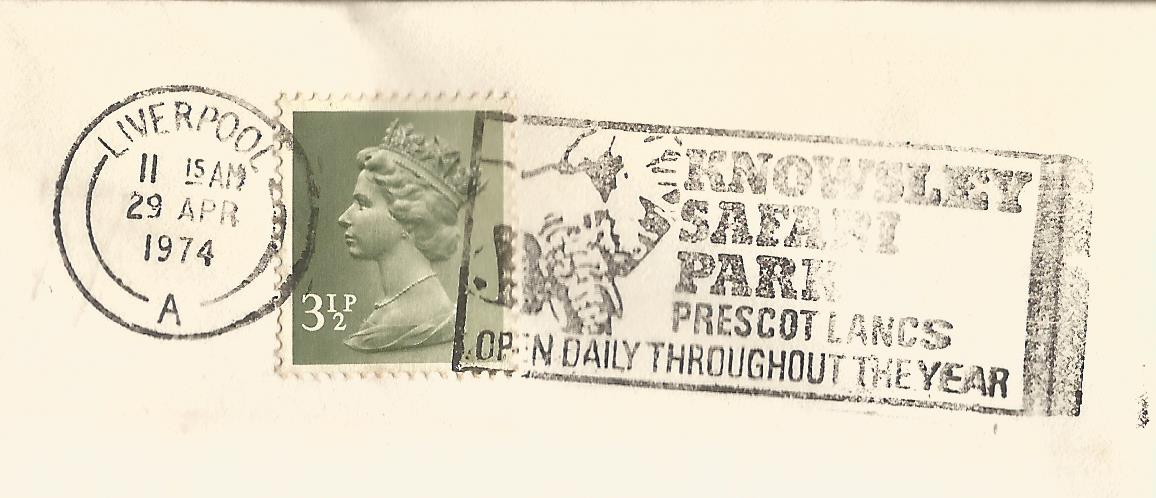 LIVERPOOL
11 15 AM
29 APR
1974
A
3½P
KNOWSLEY
SAFARI
PARK
PRESCOT LANCS
OPEN DAILY THROUGHOUT THE YEAR